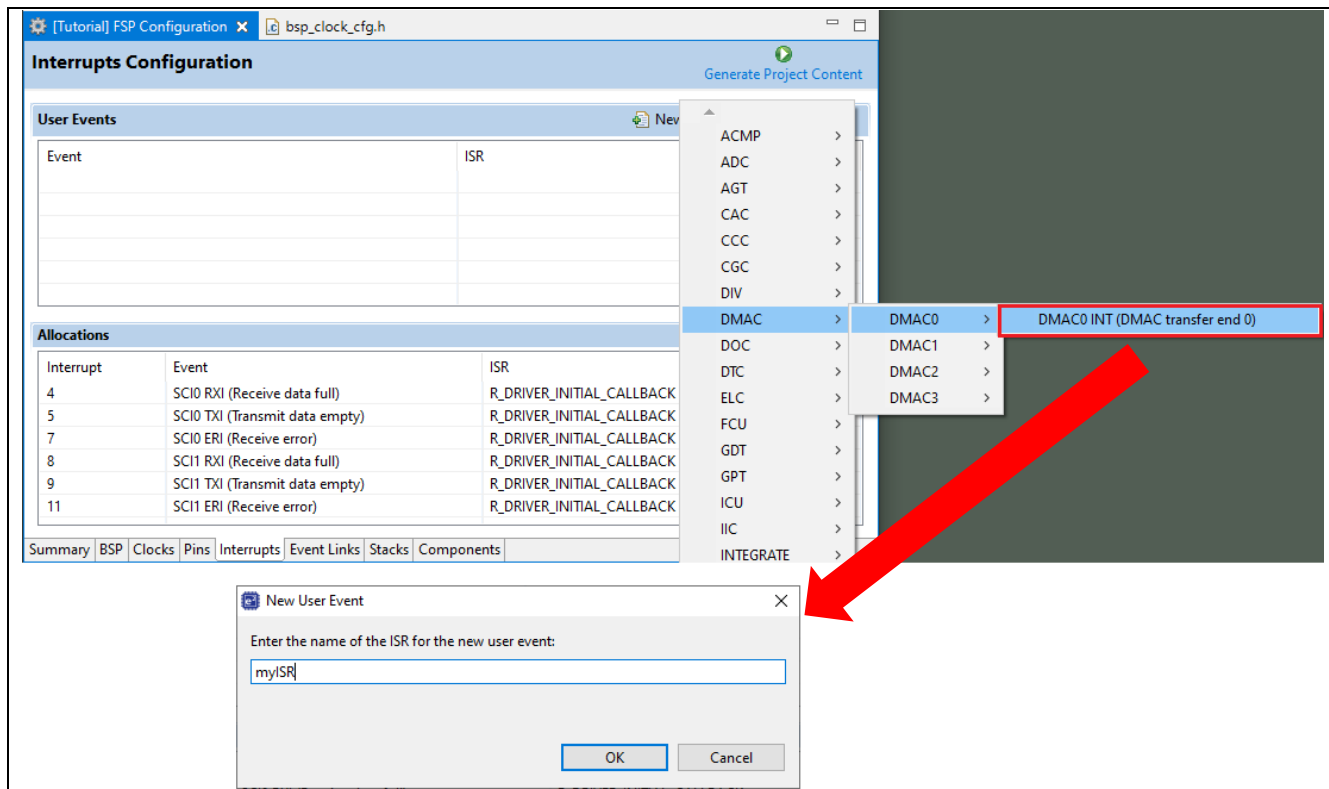 [Tutorial] FSP Configuration
bsp_clock_cfg.h
Interrupts Configuration
Generate Project Content
User Events
New
Event ISR
Allocations
Interrupt Event ISR
4 SCI0 RXI (Receive data full) R_DRIVER_INITIAL_CALLBACK
5 SCI0 TXI (Transmit data empty) R_DRIVER_INITIAL_CALLBACK
7 SCI0 ERI (Receive error) R_DRIVER_INITIAL_CALLBACK
8 SCI1 RXI (Receive data full) R_DRIVER_INITIAL_CALLBACK
9 SCI1 TXI (Transmit data empty) R_DRIVER_INITIAL_CALLBACK
11 SCI1 ERI (Receive error) R_DRIVER_INITIAL_CALLBACK
Summary BSP Clocks Pins Interrupts Event Links Stacks Components
ACMP
ADC
AGT
CAC
CCC
CGC
DIV
DMAC
DOC
DTC
ELC
FCU
GDT
GPT
ICU
IIC
INTEGRATE
DMAC0
DMAC1
DMAC2
DMAC3
DMAC0 INT (DMAC transfer end 0)
New User Event
Enter the name of the ISR for the new user event:
myISR
OK Cancel